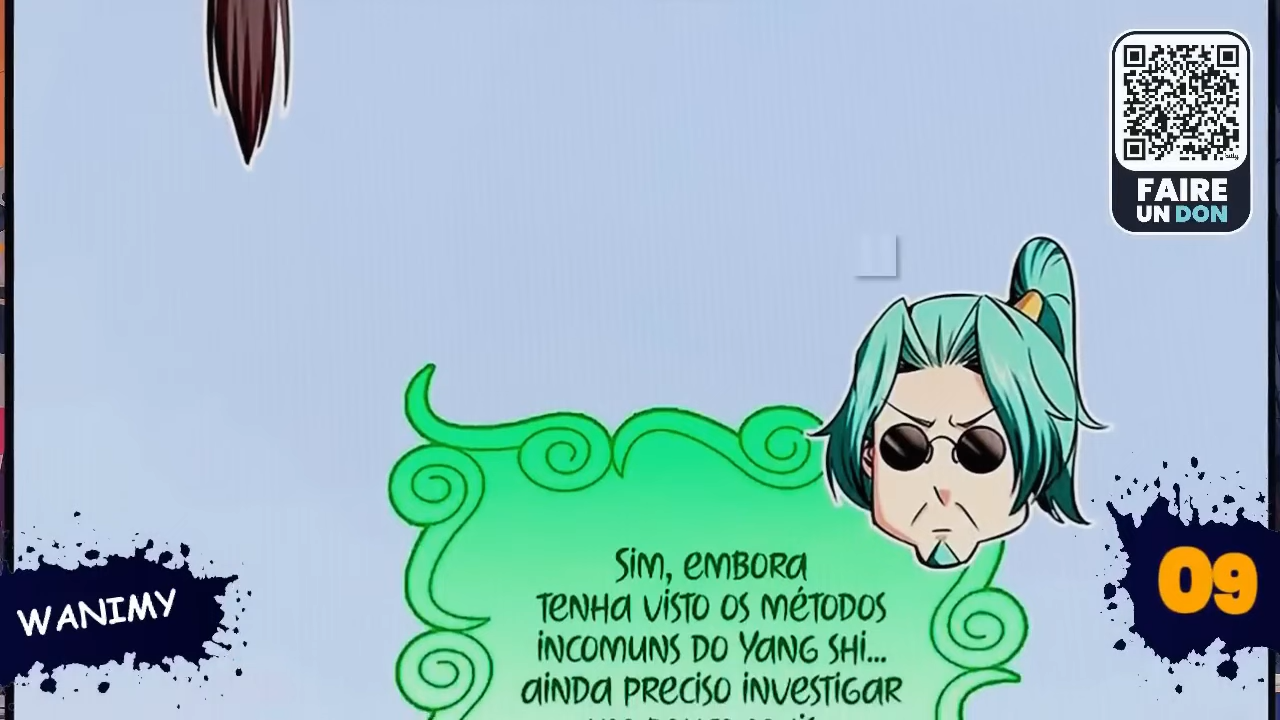 FAIRE
UN DON
Sim, embora
tenha visto os métodos
incomuns do Yang Shi...
ainda preciso investigar
WANIMY
09